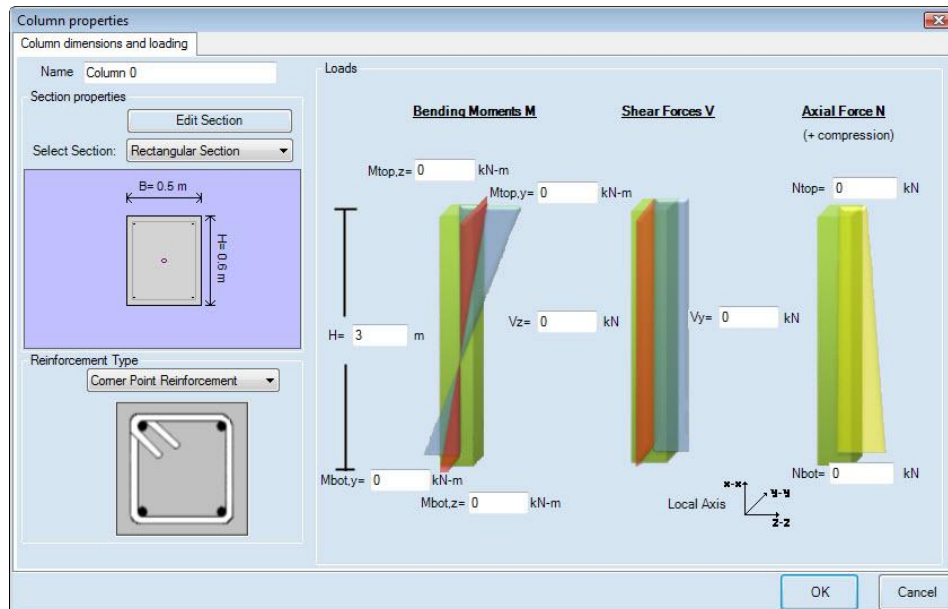 Column properties
Column dimensions and loading
Name Column 0
Section properties
Edit Section
Select Section: Rectangular Section
B= 0.5 m
H= 0.6 m
Reinforcement Type
Corner Point Reinforcement
Loads
Bending Moments M
Shear Forces V
Axial Force N
(+ compression)
Mtop,z= 0 kN-m
Mtop,y= 0 kN-m
Ntop= 0 kN
H= 3 m
Vz= 0 kN
Vy= 0 kN
Mbot,y= 0 kN-m
Mbot,z= 0 kN-m
Nbot= 0 kN
Local Axis
x-x
y-y
z-z
OK
Cancel